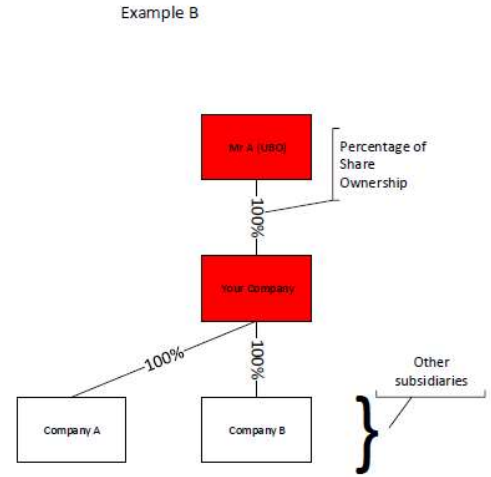 Example B
Mr A (UBO)
Percentage of
Share
Ownership
100%
Your Company
100%
100%
Other
subsidiaries
Company A
Company B